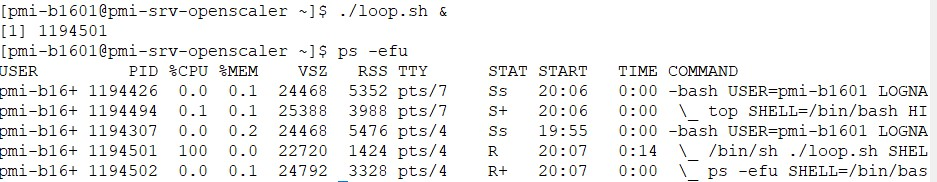 [pmi-b1601@pmi-srv-openscaler ~]$ ./loop.sh &
[1] 1194501
[pmi-b1601@pmi-srv-openscaler ~]$ ps -efu
USER         PID %CPU %MEM    VSZ   RSS TTY      STAT START   TIME COMMAND
pmi-b16+ 1194426  0.0  0.1  24468  5352 pts/7    Ss   20:06   0:00 -bash USER=pmi-b1601 LOGNA
pmi-b16+ 1194494  0.1  0.1  25388  3988 pts/7    S+   20:06   0:00  \_ top SHELL=/bin/bash HI
pmi-b16+ 1194307  0.0  0.2  24468  5476 pts/4    Ss   19:55   0:00 -bash USER=pmi-b1601 LOGNA
pmi-b16+ 1194501  100  0.0  22720  1424 pts/4    R    20:07   0:14  \_ /bin/sh ./loop.sh SHEL
pmi-b16+ 1194502  0.0  0.1  24792  3328 pts/4    R+   20:07   0:00  \_ ps -efu SHELL=/bin/bas